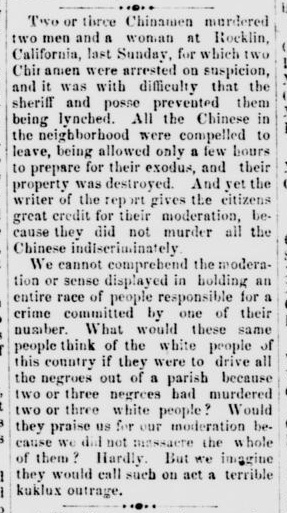 Two or three Chinamen murdered
two men and a woman at Rocklin,
California, last Sunday, for which two
Chinamen were arrested on suspicion,
and it was with difficulty that the
sheriff and posse prevented them
being lynched. All the Chinese in
the neighborhood were compelled to
leave, being allowed only a few hours
to prepare for their exodus, and their
property was destroyed. And yet the
writer of the report gives the citizens
great credit for their moderation, be-
cause they did not murder all the
Chinese indiscriminately
We cannot comprehend the modera-
tion or sense displayed in holding an
entire race of people responsible for a
crime committed by one of their
number. What would these same
people think of the white people of
this country if they were to drive all
the negroes out of a parish because
two or three negroes had murdered
two or three white people? Would
they praise us for our moderation be-
cause we did not massacre the whole
of them? Hardly. But we imagine
they would call such on act a terrible
kuklux outrage.